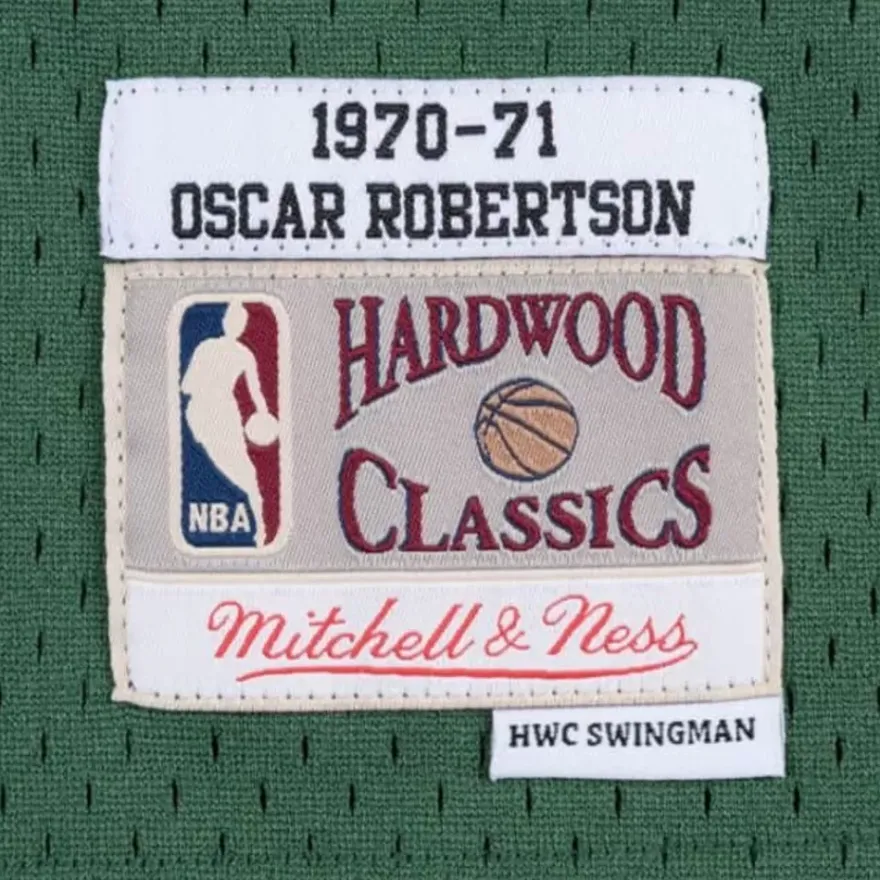 1970-71
OSCAR ROBERTSON
HARDWOOD
CLASSICS
NBA
Mitchell & Ness
HWC SWINGMAN